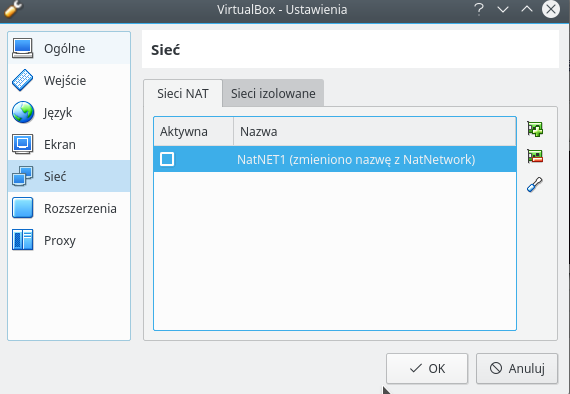 VirtualBox - Ustawienia
Ogólne
Wejście
Język
Ekran
Sieć
Rozszerzenia
Proxy
Sieć
Sieci NAT
Sieci izolowane
Aktywna
Nazwa
NatNET1 (zmieniono nazwę z NatNetwork)
OK
Anuluj